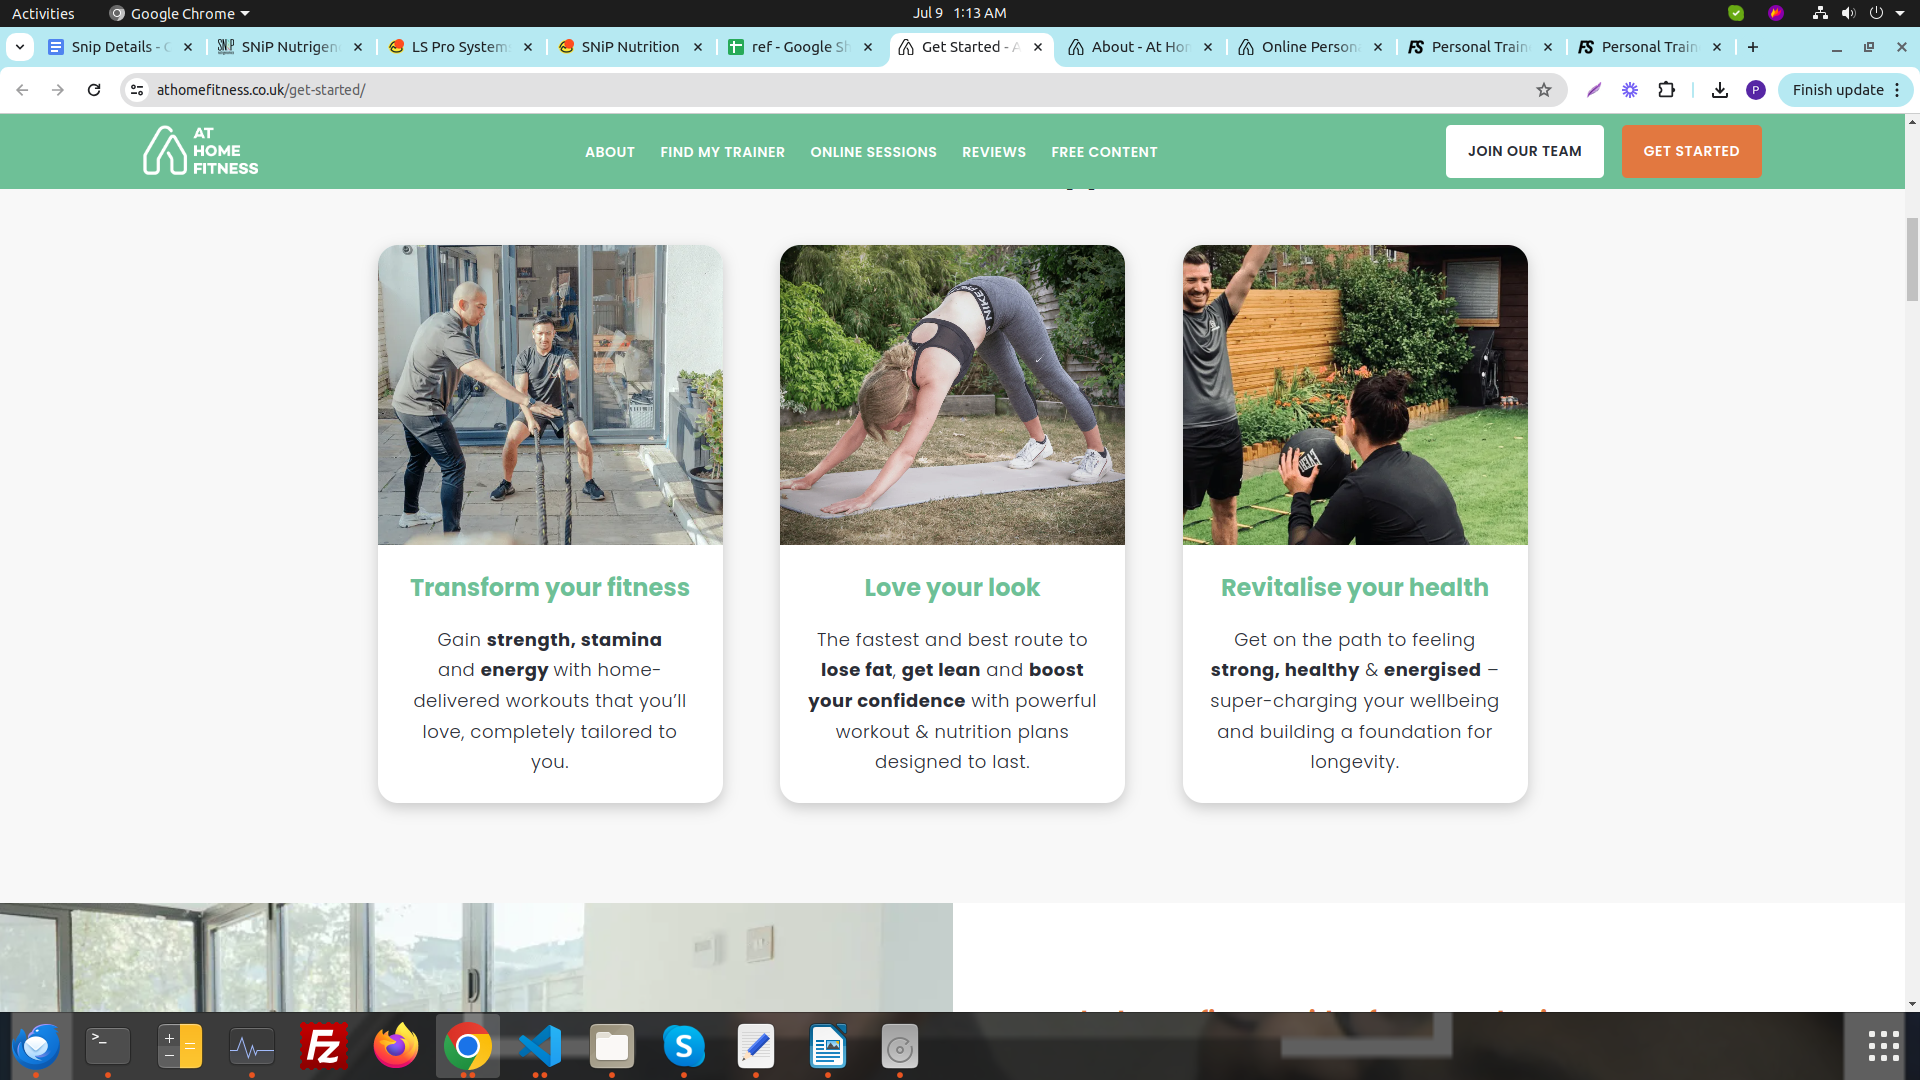 Activities
Google Chrome
Jul 9 1:13 AM
Snip Details -
SNiP Nutrigen
LS Pro System
SNiP Nutrition
ref - Google Sh
Get Started - A
About - At Hom
Online Persona
Personal Train
Personal Train
athomefitness.co.uk/get-started/
Finish update
AT
HOME
FITNESS
ABOUT
FIND MY TRAINER
ONLINE SESSIONS
REVIEWS
FREE CONTENT
JOIN OUR TEAM
GET STARTED
Transform your fitness
Gain strength, stamina
and energy with home-
delivered workouts that you’ll
love, completely tailored to
you.
Love your look
The fastest and best route to
lose fat, get lean and boost
your confidence with powerful
workout & nutrition plans
designed to last.
Revitalise your health
Get on the path to feeling
strong, healthy & energised –
super-charging your wellbeing
and building a foundation for
longevity.